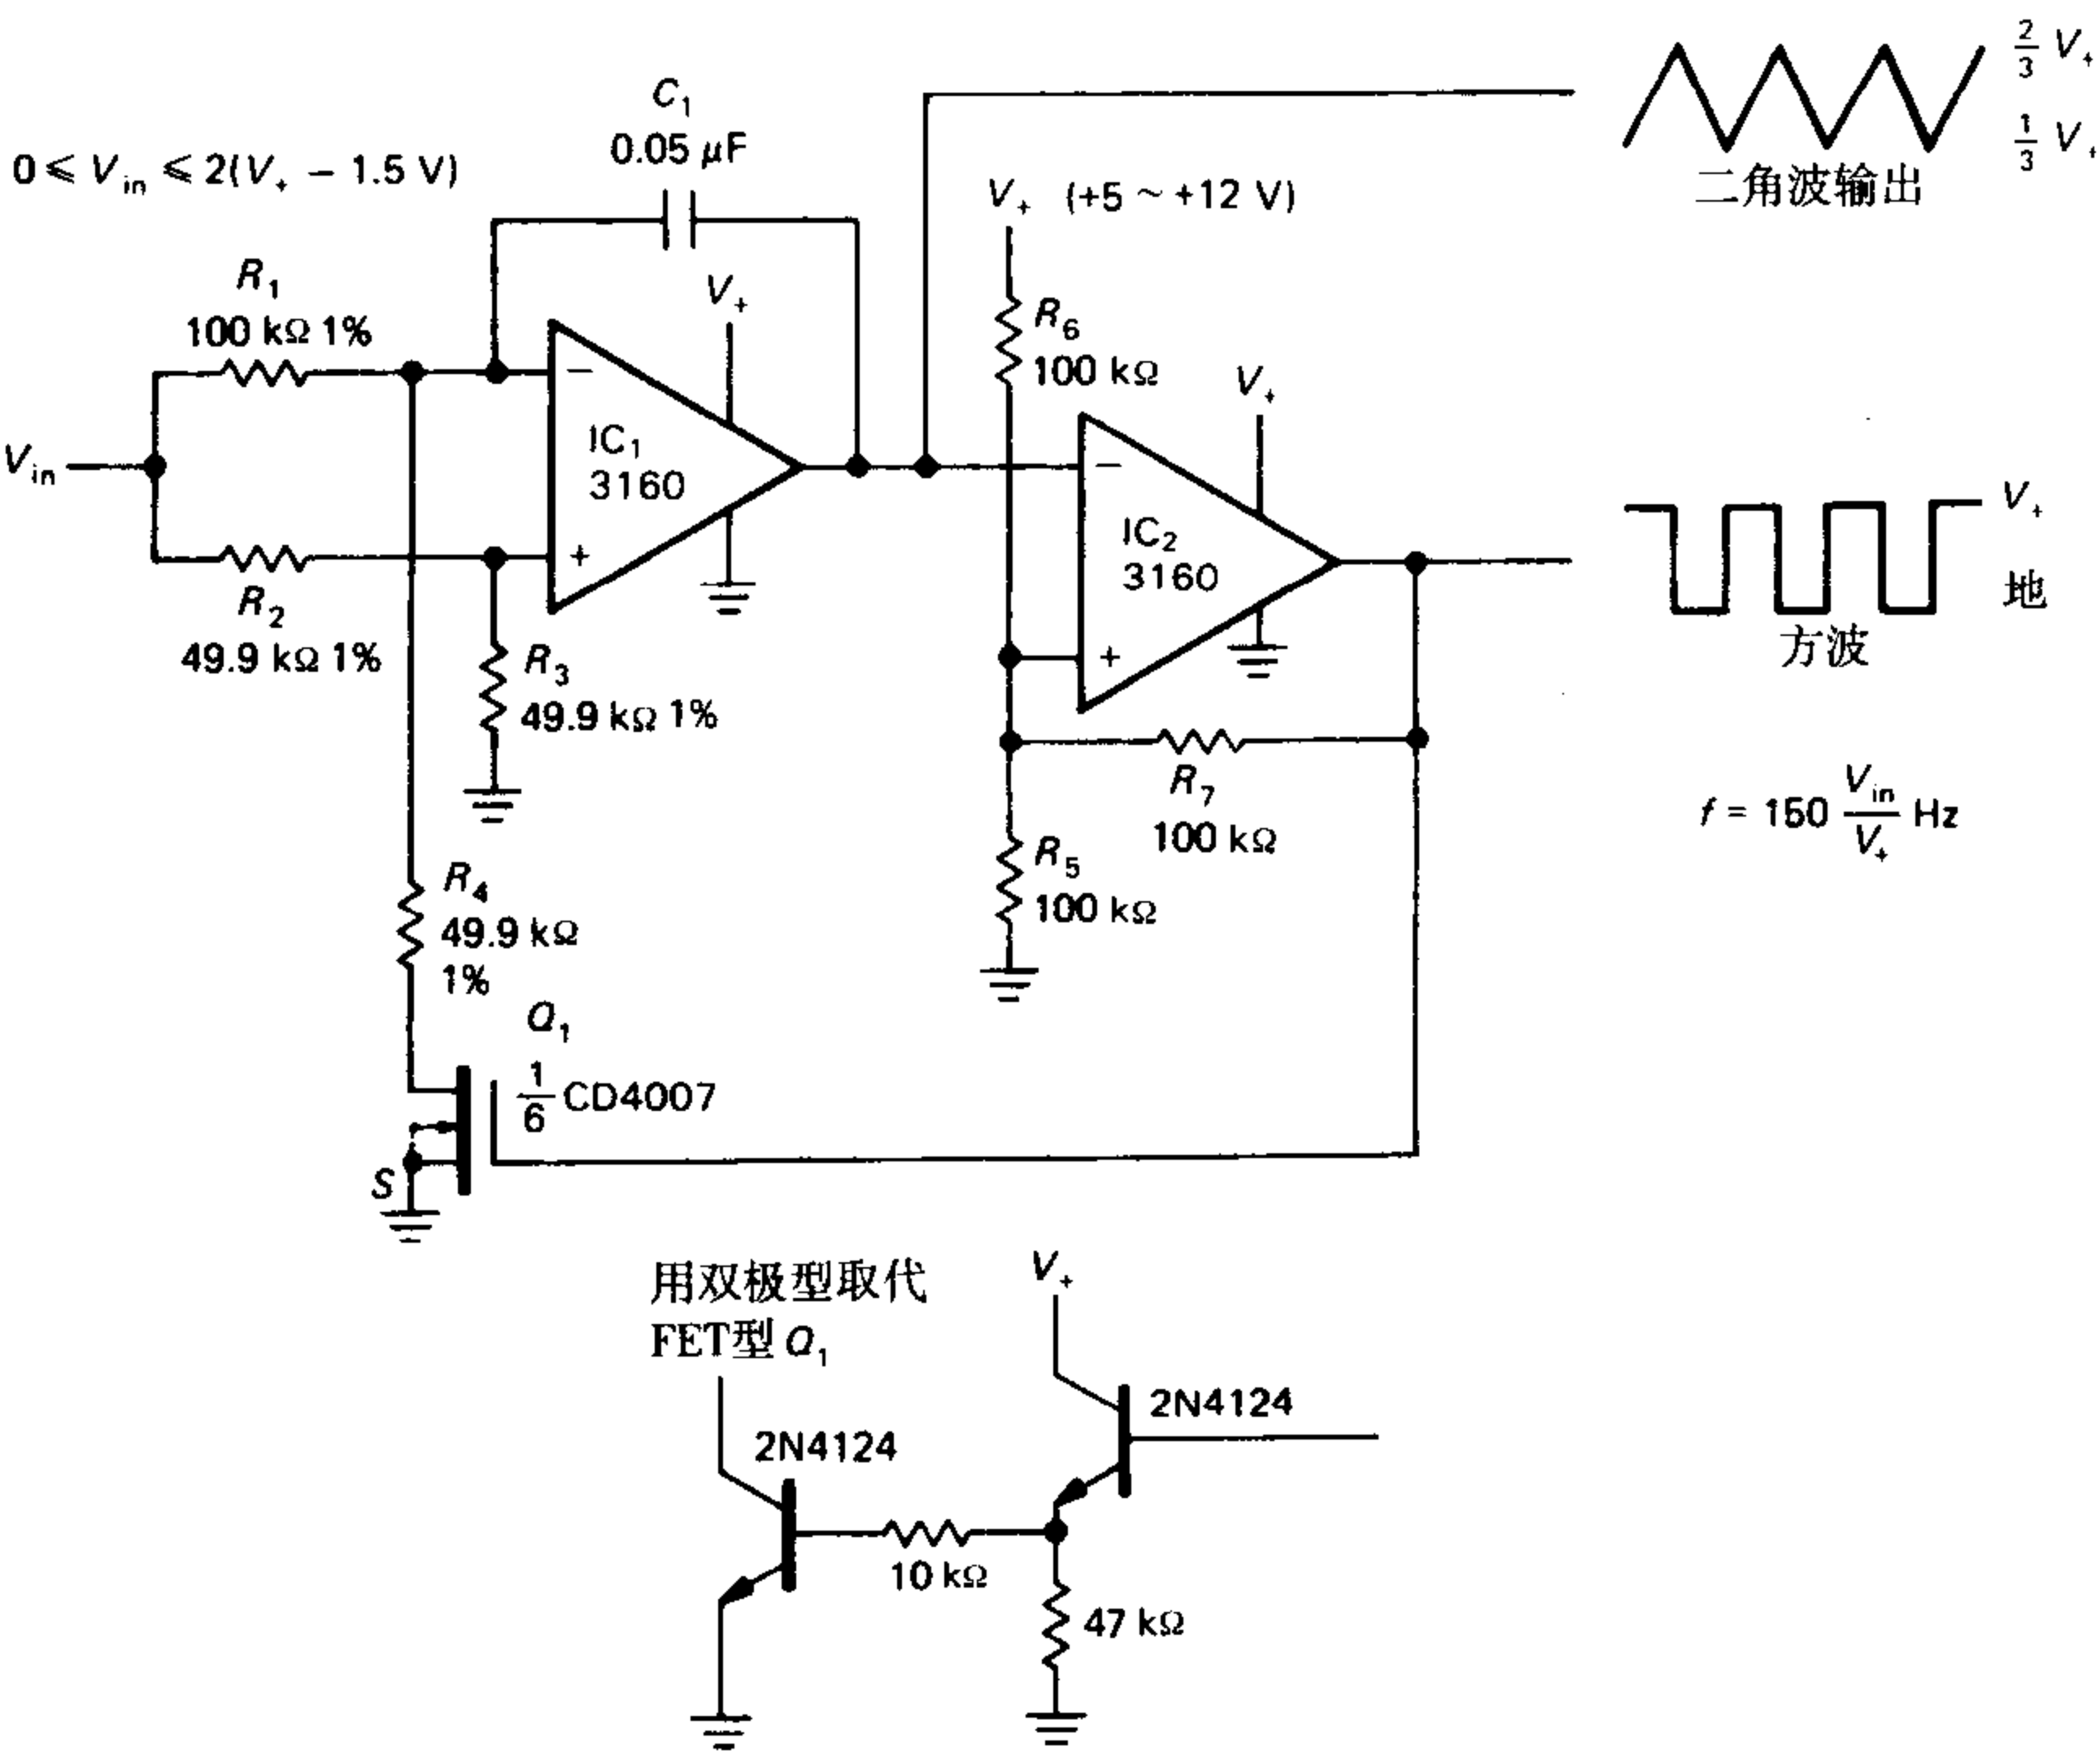 0 ≤ Vin ≤ 2(V+ − 1.5 V)
C1
0.05 μF
R1
100 kΩ 1%
Vin
R2
49.9 kΩ 1%
V+
IC1
3160
R3
49.9 kΩ 1%
R4
49.9 kΩ
1%
Q1
1/6 CD4007
S
V+ (+5 ~ +12 V)
R6
100 kΩ
V+
IC2
3160
R7
100 kΩ
R5
100 kΩ
2/3 V+
1/3 V+
二角波输出
V+
地
方波
f = 150 Vin/V+ Hz
用双极型取代
FET型 Q1
V+
2N4124
2N4124
10 kΩ
47 kΩ